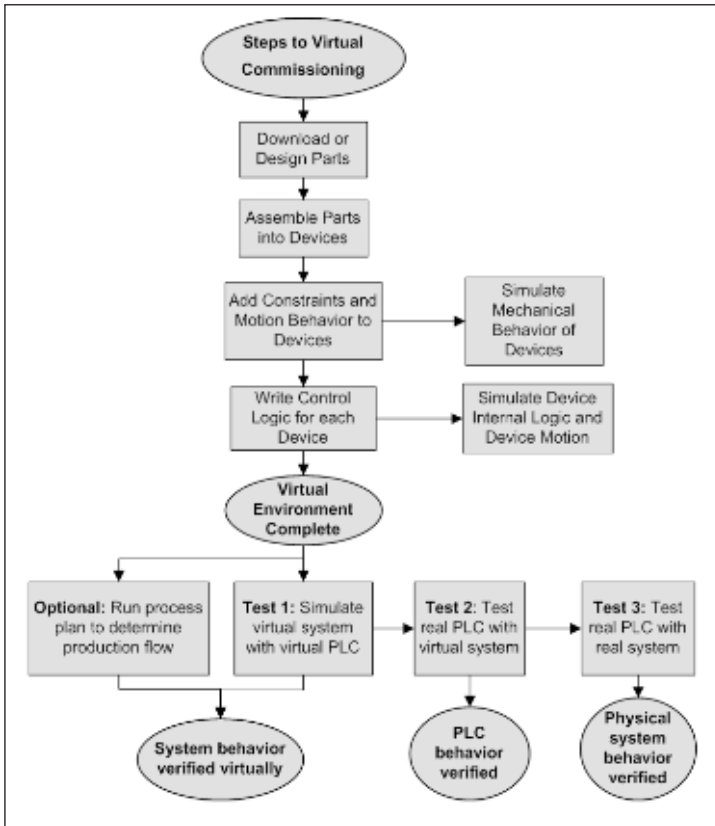 Steps to Virtual
Commissioning
Download or
Design Parts
Assemble Parts
into Devices
Add Constraints and
Motion Behavior to
Devices
Simulate
Mechanical
Behavior of
Devices
Write Control
Logic for each
Device
Simulate Device
Internal Logic and
Device Motion
Virtual
Environment
Complete
Optional: Run process
plan to determine
production flow
Test 1: Simulate
virtual system
with virtual PLC
Test 2: Test
real PLC with
virtual system
Test 3: Test
real PLC with
real system
System behavior
verified virtually
PLC
behavior
verified
Physical
system
behavior
verified